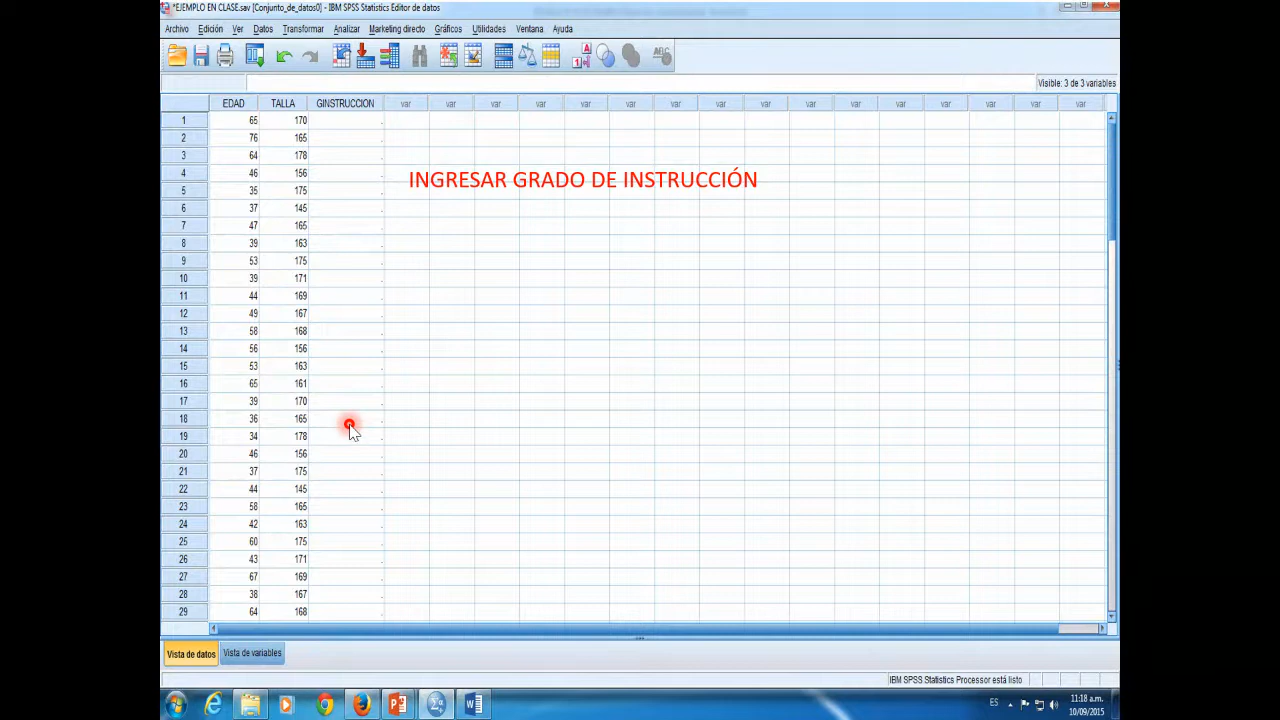 *EJEMPLO EN CLASE.sav [Conjunto_de_datos0] - IBM SPSS Statistics Editor de datos
Archivo Edición Ver Datos Transformar Analizar Marketing directo Gráficos Utilidades Ventana Ayuda
Visible: 3 de 3 variables
EDAD TALLA GINSTRUCCION var var var var var var var var var var var var var var var var
1 65 170 .
2 76 165 .
3 64 178 .
4 46 156 .
INGRESAR GRADO DE INSTRUCCIÓN
5 35 175 .
6 37 145 .
7 47 165 .
8 39 163 .
9 53 175 .
10 39 171 .
11 44 169 .
12 49 167 .
13 58 168 .
14 56 156 .
15 53 163 .
16 65 161 .
17 39 170 .
18 36 165 .
19 34 178 .
20 46 156 .
21 37 175 .
22 44 145 .
23 58 165 .
24 42 163 .
25 60 175 .
26 43 171 .
27 67 169 .
28 38 167 .
29 64 168 .
Vista de datos Vista de variables
IBM SPSS Statistics Processor está listo
ES 11:18 a.m.
10/09/2015